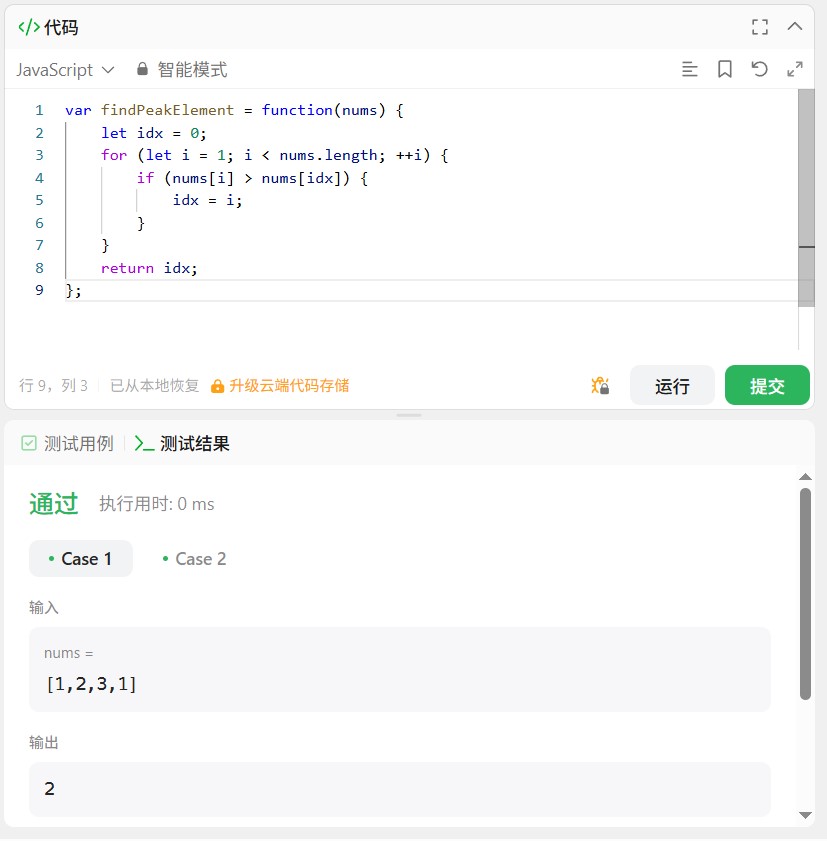 </> 代码
JavaScript 智能模式
1 var findPeakElement = function(nums) {
2     let idx = 0;
3     for (let i = 1; i < nums.length; ++i) {
4         if (nums[i] > nums[idx]) {
5             idx = i;
6         }
7     }
8     return idx;
9 };
行 9，列 3 已从本地恢复 升级云端代码存储 运行 提交
测试用例 >_ 测试结果
通过 执行用时: 0 ms
• Case 1 • Case 2
输入
nums =
[1,2,3,1]
输出
2